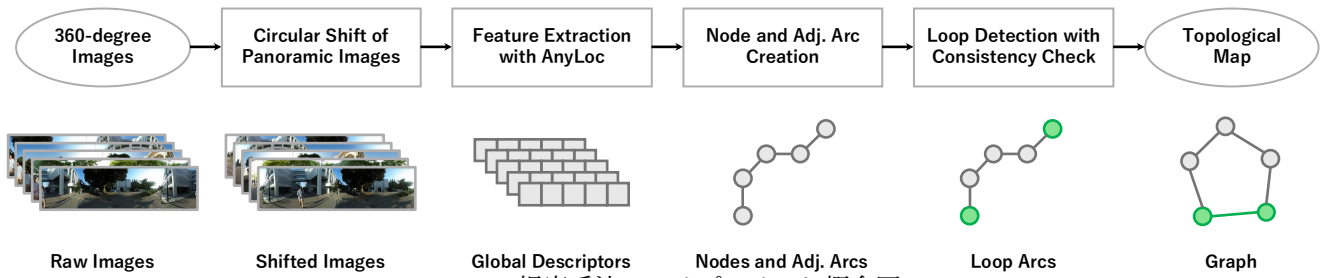 360-degree
Images
Circular Shift of
Panoramic Images
Feature Extraction
with AnyLoc
Node and Adj. Arc
Creation
Loop Detection with
Consistency Check
Topological
Map
Raw Images
Shifted Images
Global Descriptors
Nodes and Adj. Arcs
Loop Arcs
Graph